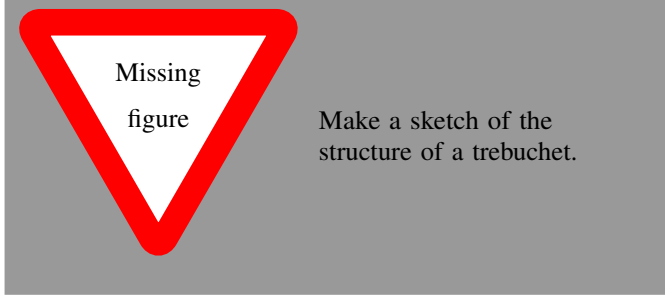 Missing
figure
Make a sketch of the
structure of a trebuchet.